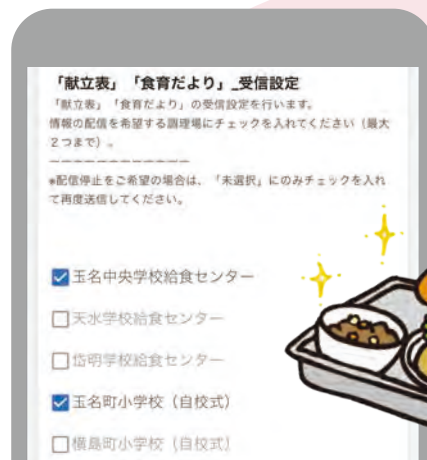 「献立表」「食育だより」_受信設定
「献立表」「食育だより」の受信設定を行います。
情報の配信を希望する調理場にチェックを入れてください（最大
２つまで）。
ーーーーーーーーーーーー
*配信停止をご希望の場合は、「未選択」にのみチェックを入れ
て再度送信してください。
玉名中央学校給食センター
天水学校給食センター
岱明学校給食センター
玉名町小学校（自校式）
横島町小学校（自校式）